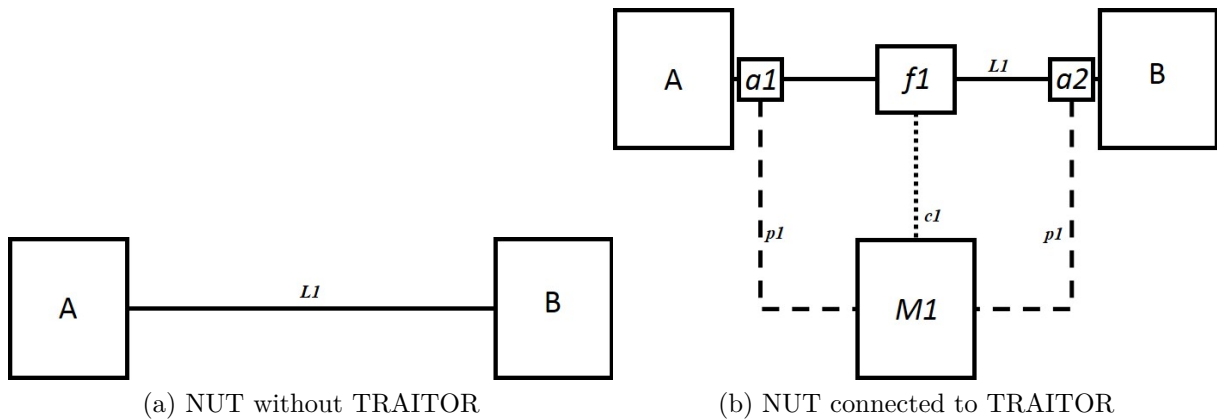 A
L1
B
(a) NUT without TRAITOR
A
a1
f1
L1
a2
B
p1
c1
p1
M1
(b) NUT connected to TRAITOR